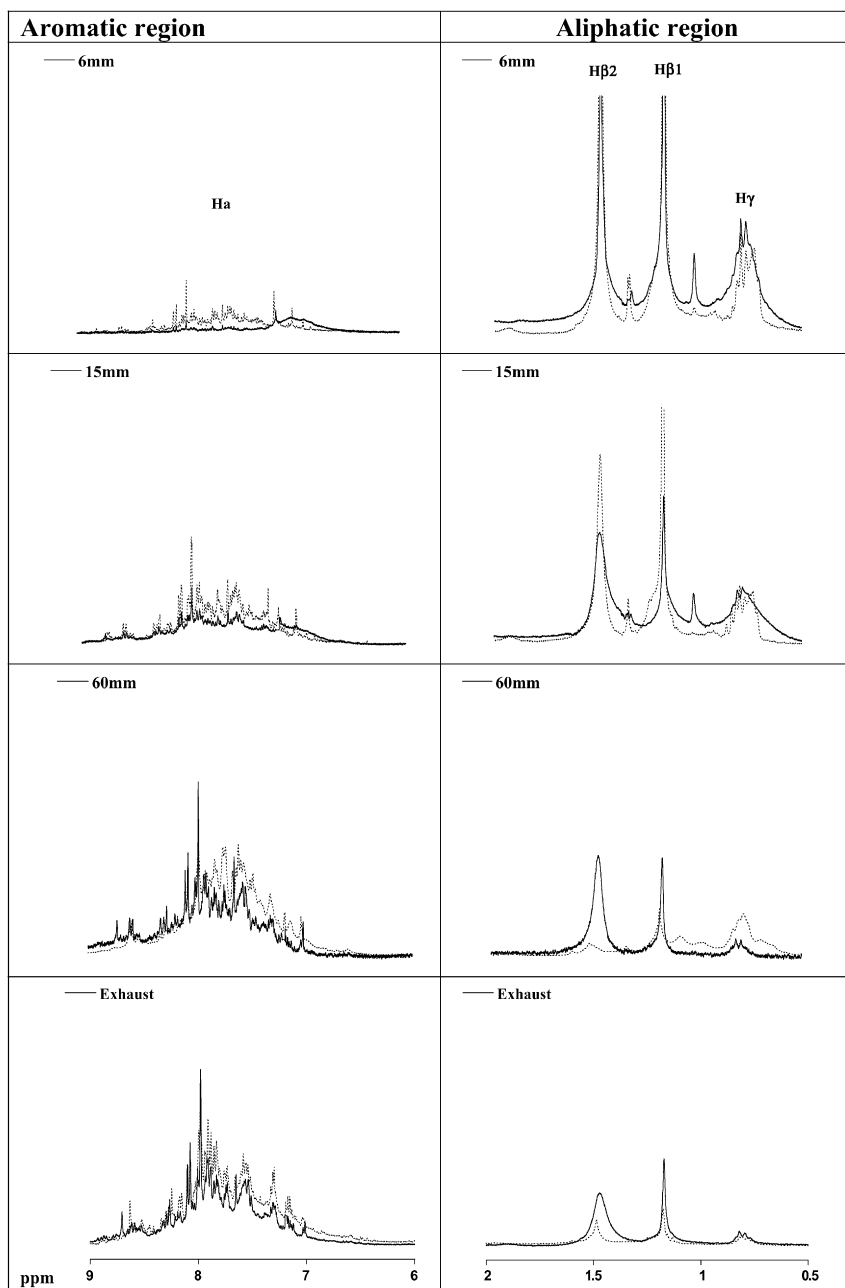 Aromatic region
Aliphatic region
6mm
Ha
6mm
Hβ2
Hβ1
Hγ
15mm
15mm
60mm
60mm
Exhaust
Exhaust
ppm
9
8
7
6
2
1.5
1
0.5